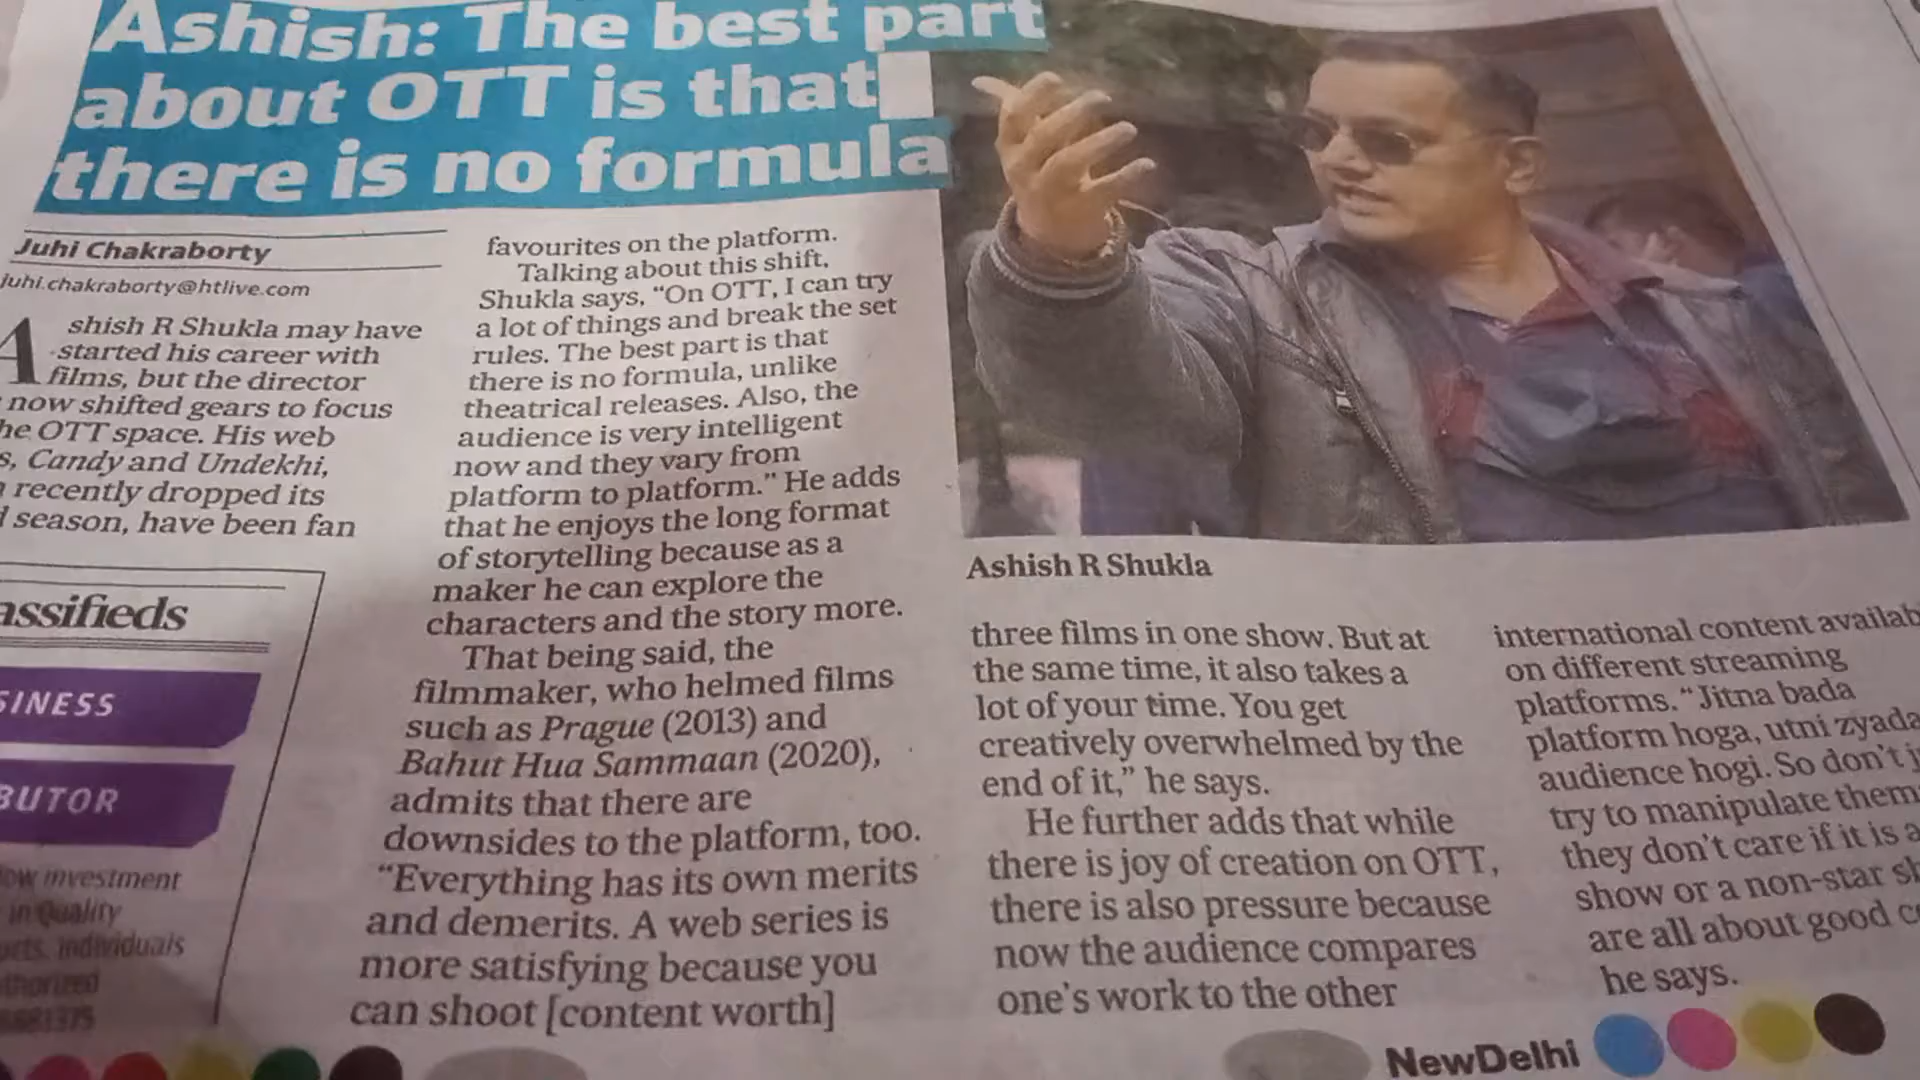 Ashish: The best part
about OTT is that
there is no formula
Juhi Chakraborty
juhi.chakraborty@htlive.com
Ashish R Shukla may have
started his career with
films, but the director
now shifted gears to focus
OTT space. His web
Candy and Undekhi,
recently dropped its
season, have been fan
favourites on the platform.
Talking about this shift,
Shukla says, “On OTT, I can try
a lot of things and break the set
rules. The best part is that
there is no formula, unlike
theatrical releases. Also, the
audience is very intelligent
now and they vary from
platform to platform.” He adds
that he enjoys the long format
of storytelling because as a
maker he can explore the
characters and the story more.
That being said, the
filmmaker, who helmed films
such as Prague (2013) and
Bahut Hua Sammaan (2020),
admits that there are
downsides to the platform, too.
“Everything has its own merits
and demerits. A web series is
more satisfying because you
can shoot [content worth]
Ashish R Shukla
three films in one show. But at
the same time, it also takes a
lot of your time. You get
creatively overwhelmed by the
end of it,” he says.
He further adds that while
there is joy of creation on OTT,
there is also pressure because
now the audience compares
one's work to the other
international content availab
on different streaming
platforms. “Jitna bada
platform hoga, utni zyada
audience hogi. So don't j
try to manipulate them
they don't care if it is a
show or a non-star sh
are all about good c
he says.
assifieds
SINESS
BUTOR
ow investment
in Quality
individuals
thorized
NewDelhi